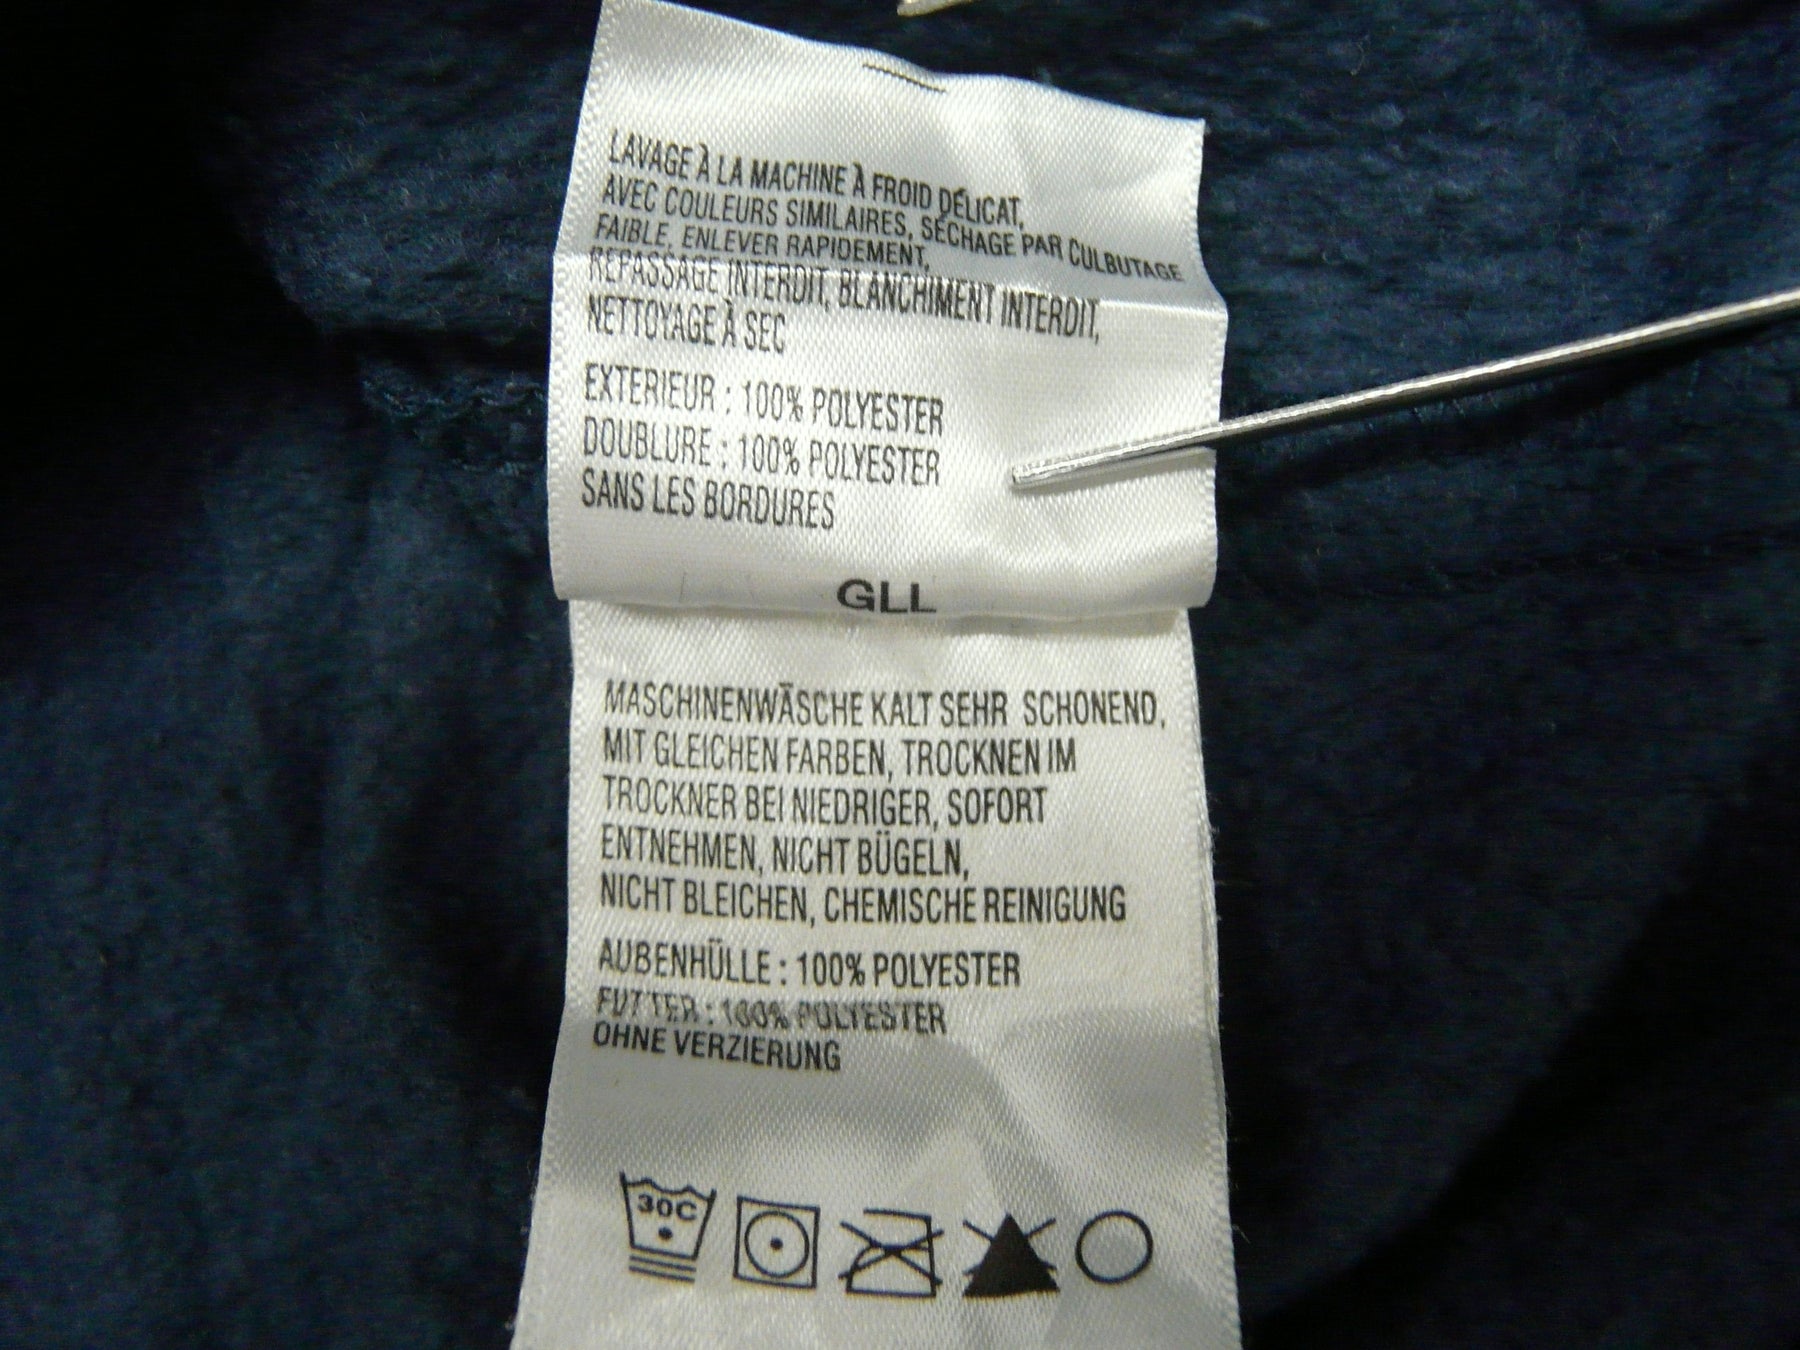 LAVAGE À LA MACHINE À FROID DÉLICAT,
AVEC COULEURS SIMILAIRES, SÉCHAGE PAR CULBUTAGE
FAIBLE, ENLEVER RAPIDEMENT,
REPASSAGE INTERDIT, BLANCHIMENT INTERDIT,
NETTOYAGE À SEC
EXTERIEUR : 100% POLYESTER
DOUBLURE : 100% POLYESTER
SANS LES BORDURES
GLL
MASCHINENWÄSCHE KALT SEHR SCHONEND,
MIT GLEICHEN FARBEN, TROCKNEN IM
TROCKNER BEI NIEDRIGER, SOFORT
ENTNEHMEN, NICHT BÜGELN,
NICHT BLEICHEN, CHEMISCHE REINIGUNG
AUBENHÜLLE : 100% POLYESTER
FUTTER : 100% POLYESTER
OHNE VERZIERUNG
30C